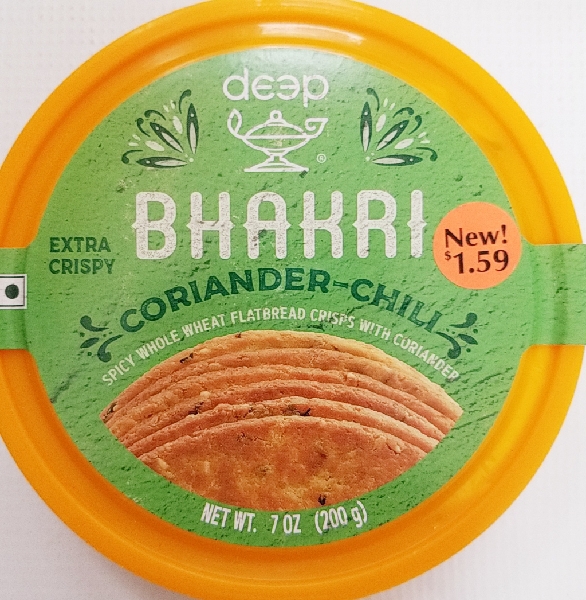 deep
®
BHAKRI
EXTRA
CRISPY
New!
$1.59
CORIANDER-CHILI
SPICY WHOLE WHEAT FLATBREAD CRISPS WITH CORIANDER
NET WT. 7 OZ (200 g)